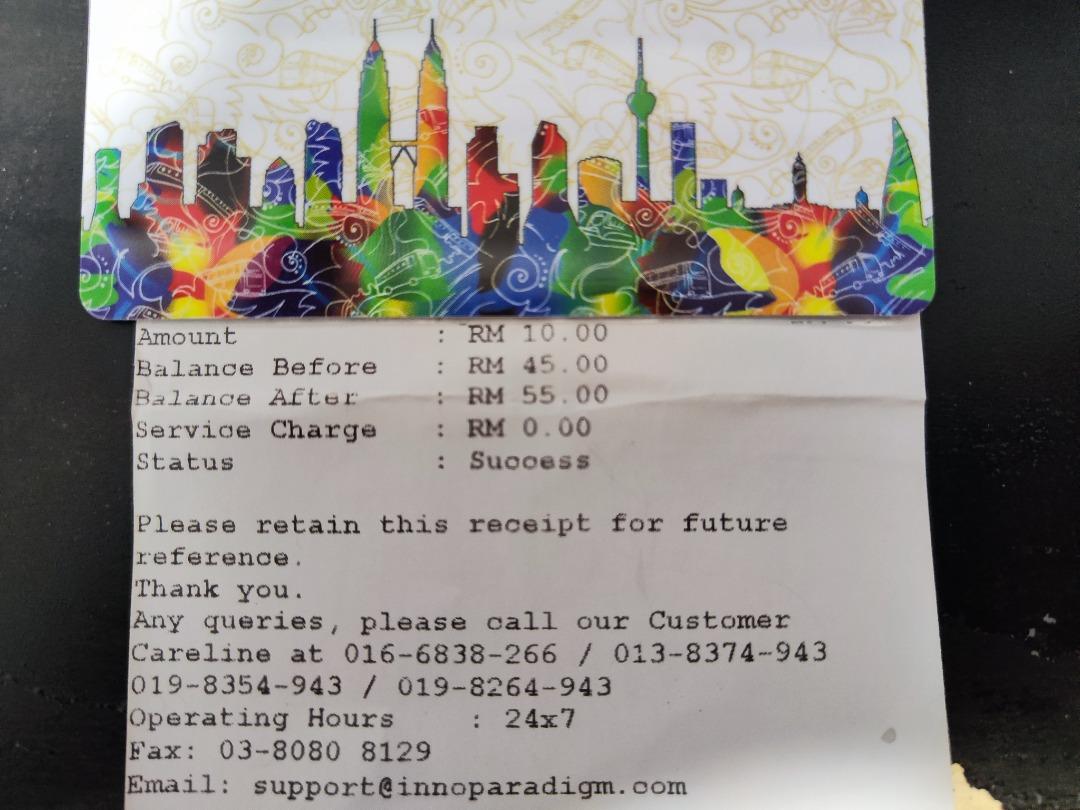 Amount : RM 10.00
Balance Before : RM 45.00
Balance After : RM 55.00
Service Charge : RM 0.00
Status : Success
Please retain this receipt for future
reference.
Thank you.
Any queries, please call our Customer
Careline at 016-6838-266 / 013-8374-943
019-8354-943 / 019-8264-943
Operating Hours : 24x7
Fax: 03-8080 8129
Email: support@innoparadigm.com